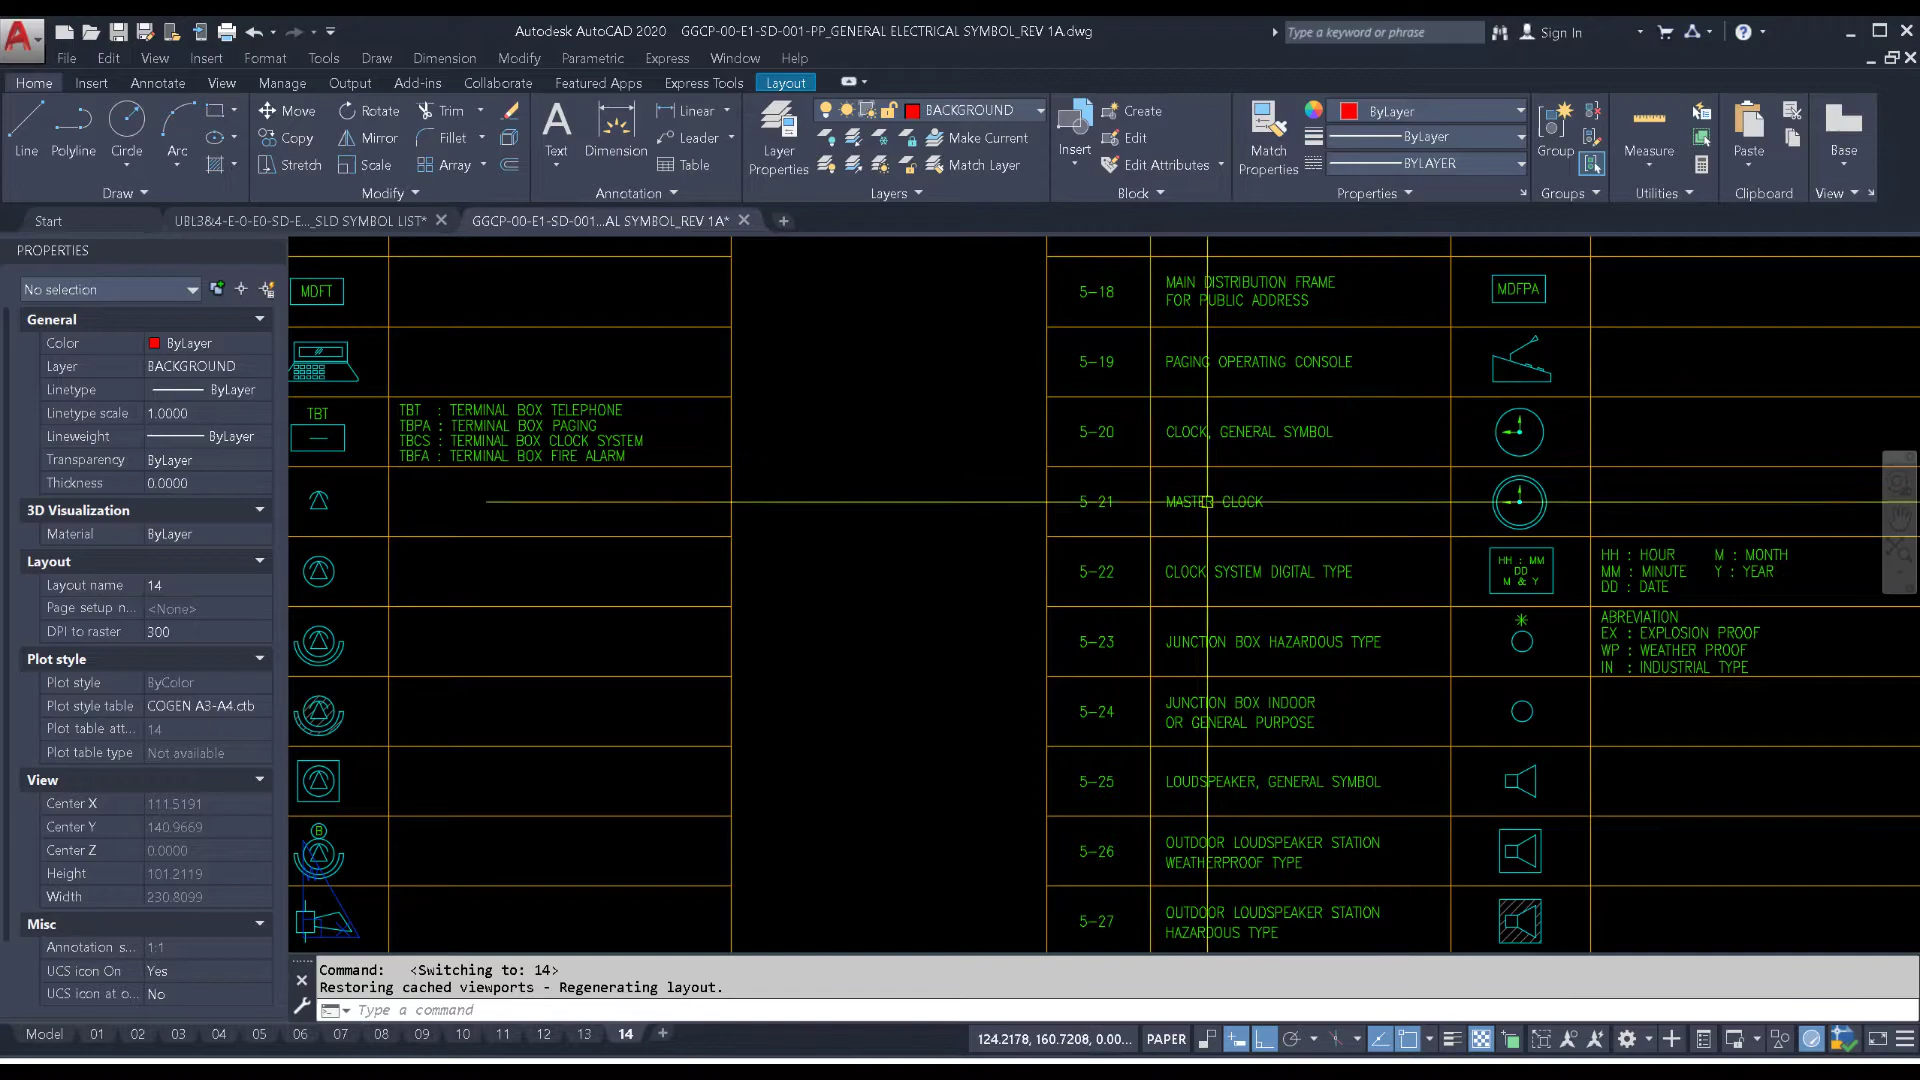 Autodesk AutoCAD 2020 GGCP-00-E1-SD-001-PP_GENERAL ELECTRICAL SYMBOL_REV 1A.dwg
Type a keyword or phrase
Sign In
File Edit View Insert Format Tools Draw Dimension Modify Parametric Express Window Help
Home Insert Annotate View Manage Output Add-ins Collaborate Featured Apps Express Tools Layout
Line Polyline Circle Arc
Move Rotate Trim
Copy Mirror Fillet
Stretch Scale Array
Text Dimension
Linear
Leader
Table
Layer Properties
BACKGROUND
Make Current
Match Layer
Insert
Create
Edit
Edit Attributes
Match Properties
ByLayer
ByLayer
BYLAYER
Group Measure Paste Base
Draw Modify Annotation Layers Block Properties Groups Utilities Clipboard View
Start UBL3&4-E-0-E0-SD-E..._SLD SYMBOL LIST* GGCP-00-E1-SD-001...AL SYMBOL_REV 1A*
PROPERTIES
No selection
General
Color ByLayer
Layer BACKGROUND
Linetype ByLayer
Linetype scale 1.0000
Lineweight ByLayer
Transparency ByLayer
Thickness 0.0000
3D Visualization
Material ByLayer
Layout
Layout name 14
Page setup n... <None>
DPI to raster 300
Plot style
Plot style ByColor
Plot style table COGEN A3-A4.ctb
Plot table att... 14
Plot table type Not available
View
Center X 111.5191
Center Y 140.9669
Center Z 0.0000
Height 101.2119
Width 230.8099
Misc
Annotation s... 1:1
UCS icon On Yes
UCS icon at o... No
MDFT
TBT
TBT : TERMINAL BOX TELEPHONE
TBPA : TERMINAL BOX PAGING
TBCS : TERMINAL BOX CLOCK SYSTEM
TBFA : TERMINAL BOX FIRE ALARM
B
5-18 MAIN DISTRIBUTION FRAME
FOR PUBLIC ADDRESS
MDFPA
5-19 PAGING OPERATING CONSOLE
5-20 CLOCK, GENERAL SYMBOL
5-21 MASTER CLOCK
5-22 CLOCK SYSTEM DIGITAL TYPE
HH : MM
DD
M & Y
HH : HOUR M : MONTH
MM : MINUTE Y : YEAR
DD : DATE
5-23 JUNCTION BOX HAZARDOUS TYPE
*
ABREVIATION
EX : EXPLOSION PROOF
WP : WEATHER PROOF
IN : INDUSTRIAL TYPE
5-24 JUNCTION BOX INDOOR
OR GENERAL PURPOSE
5-25 LOUDSPEAKER, GENERAL SYMBOL
5-26 OUTDOOR LOUDSPEAKER STATION
WEATHERPROOF TYPE
5-27 OUTDOOR LOUDSPEAKER STATION
HAZARDOUS TYPE
Command: <Switching to: 14>
Restoring cached viewports - Regenerating layout.
Type a command
Model 01 02 03 04 05 06 07 08 09 10 11 12 13 14
124.2178, 160.7208, 0.00... PAPER